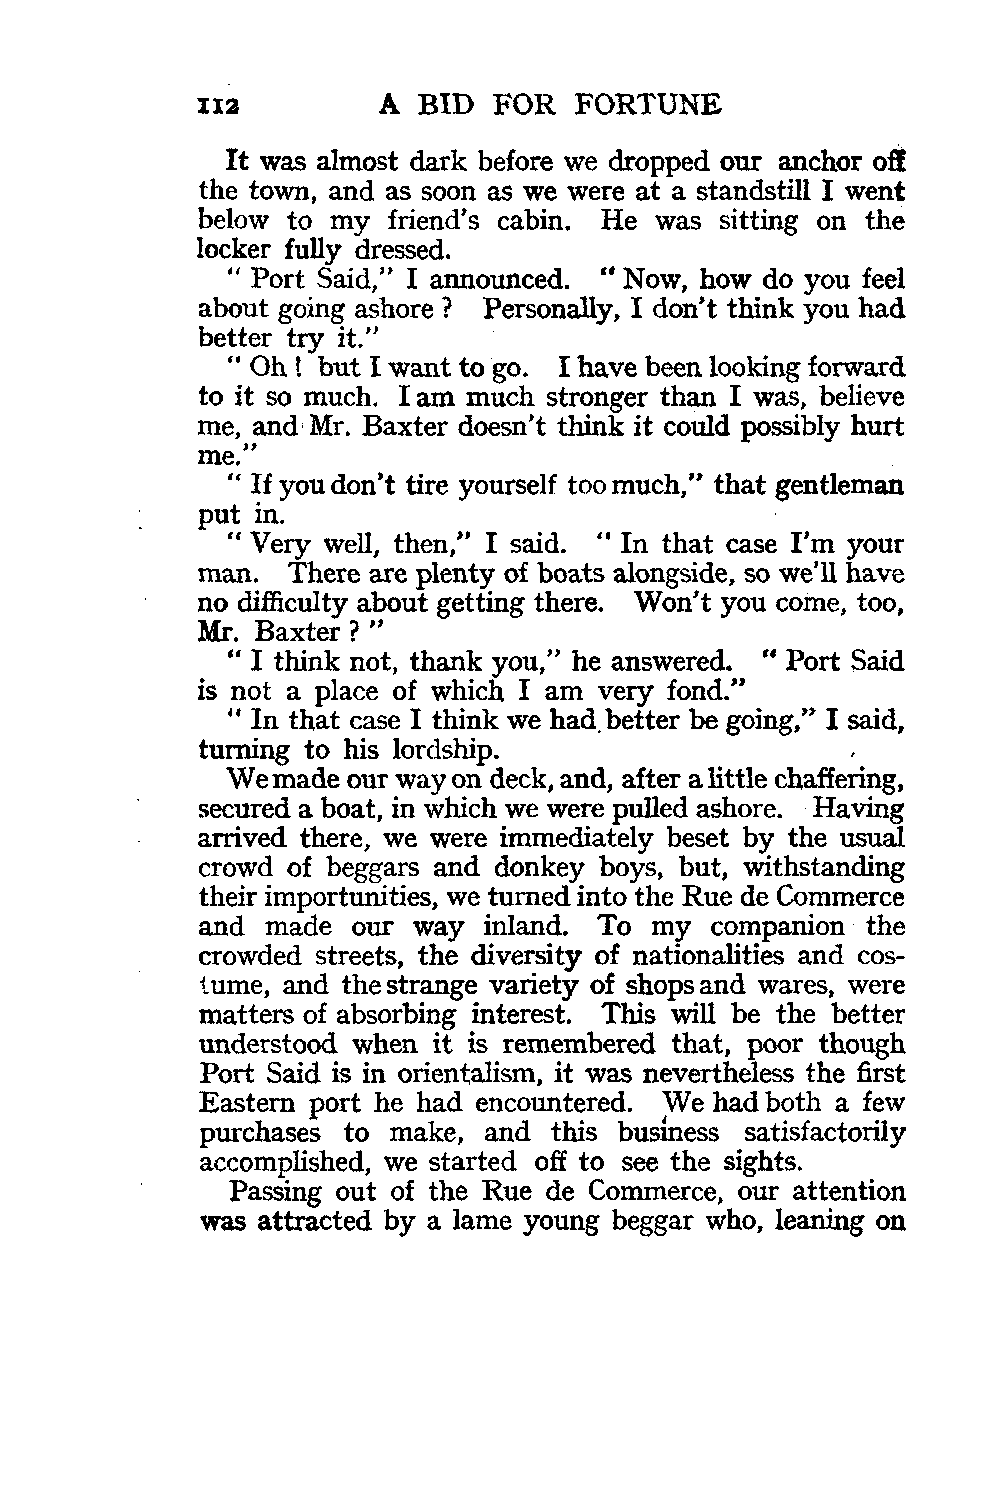 112 A BID FOR FORTUNE
It was almost dark before we dropped our anchor off
the town, and as soon as we were at a standstill I went
below to my friend's cabin. He was sitting on the
locker fully dressed.
" Port Said," I announced. " Now, how do you feel
about going ashore ? Personally, I don't think you had
better try it."
" Oh ! but I want to go. I have been looking forward
to it so much. I am much stronger than I was, believe
me, and Mr. Baxter doesn't think it could possibly hurt
me."
" If you don't tire yourself too much," that gentleman
put in.
" Very well, then," I said. " In that case I'm your
man. There are plenty of boats alongside, so we'll have
no difficulty about getting there. Won't you come, too,
Mr. Baxter ? "
" I think not, thank you," he answered. " Port Said
is not a place of which I am very fond."
" In that case I think we had better be going," I said,
turning to his lordship.
We made our way on deck, and, after a little chaffering,
secured a boat, in which we were pulled ashore. Having
arrived there, we were immediately beset by the usual
crowd of beggars and donkey boys, but, withstanding
their importunities, we turned into the Rue de Commerce
and made our way inland. To my companion the
crowded streets, the diversity of nationalities and cos-
tume, and the strange variety of shops and wares, were
matters of absorbing interest. This will be the better
understood when it is remembered that, poor though
Port Said is in orientalism, it was nevertheless the first
Eastern port he had encountered. We had both a few
purchases to make, and this business satisfactorily
accomplished, we started off to see the sights.
Passing out of the Rue de Commerce, our attention
was attracted by a lame young beggar who, leaning on